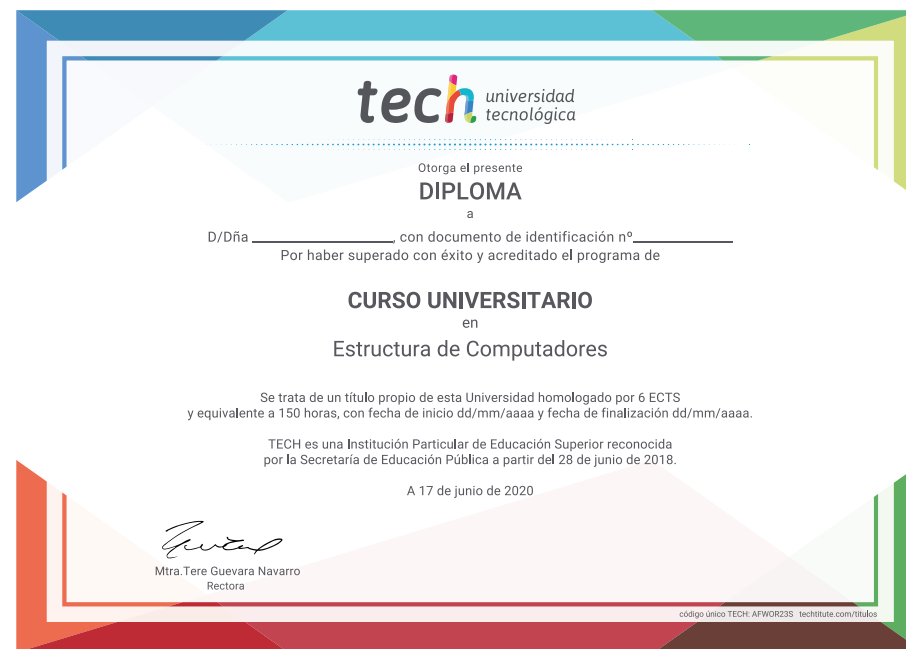 tech universidad
tecnológica
Otorga el presente
DIPLOMA
a
D/Dña ____________________, con documento de identificación nº______________
Por haber superado con éxito y acreditado el programa de
CURSO UNIVERSITARIO
en
Estructura de Computadores
Se trata de un título propio de esta Universidad homologado por 6 ECTS
y equivalente a 150 horas, con fecha de inicio dd/mm/aaaa y fecha de finalización dd/mm/aaaa.
TECH es una Institución Particular de Educación Superior reconocida
por la Secretaría de Educación Pública a partir del 28 de junio de 2018.
A 17 de junio de 2020
Mtra.Tere Guevara Navarro
Rectora
código único TECH: AFWOR23S techtitute.com/titulos